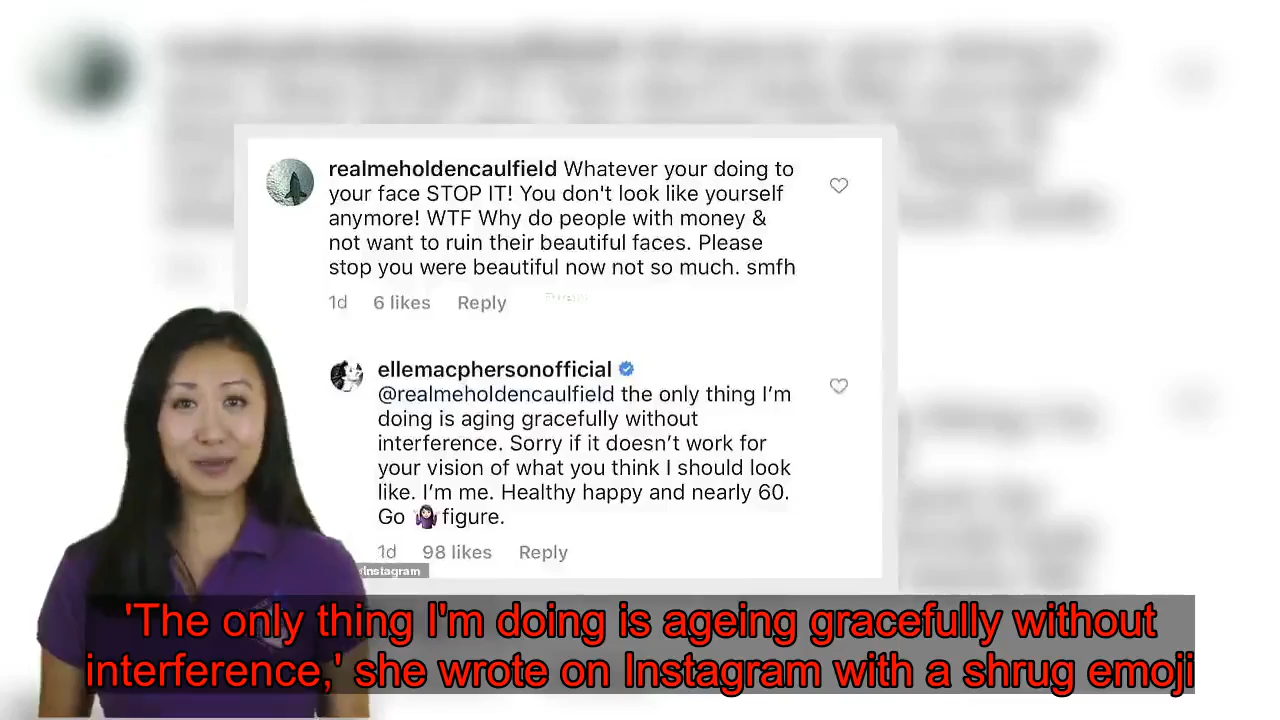 realmeholdencaulfield Whatever your doing to
your face STOP IT! You don't look like yourself
anymore! WTF Why do people with money &
not want to ruin their beautiful faces. Please
stop you were beautiful now not so much. smfh
1d 6 likes Reply
ellemacphersonofficial
@realmeholdencaulfield the only thing I'm
doing is aging gracefully without
interference. Sorry if it doesn't work for
your vision of what you think I should look
like. I'm me. Healthy happy and nearly 60.
Go 🤷🏻‍♀️figure.
1d 98 likes Reply
Instagram
'The only thing I'm doing is ageing gracefully without
interference,' she wrote on Instagram with a shrug emoji